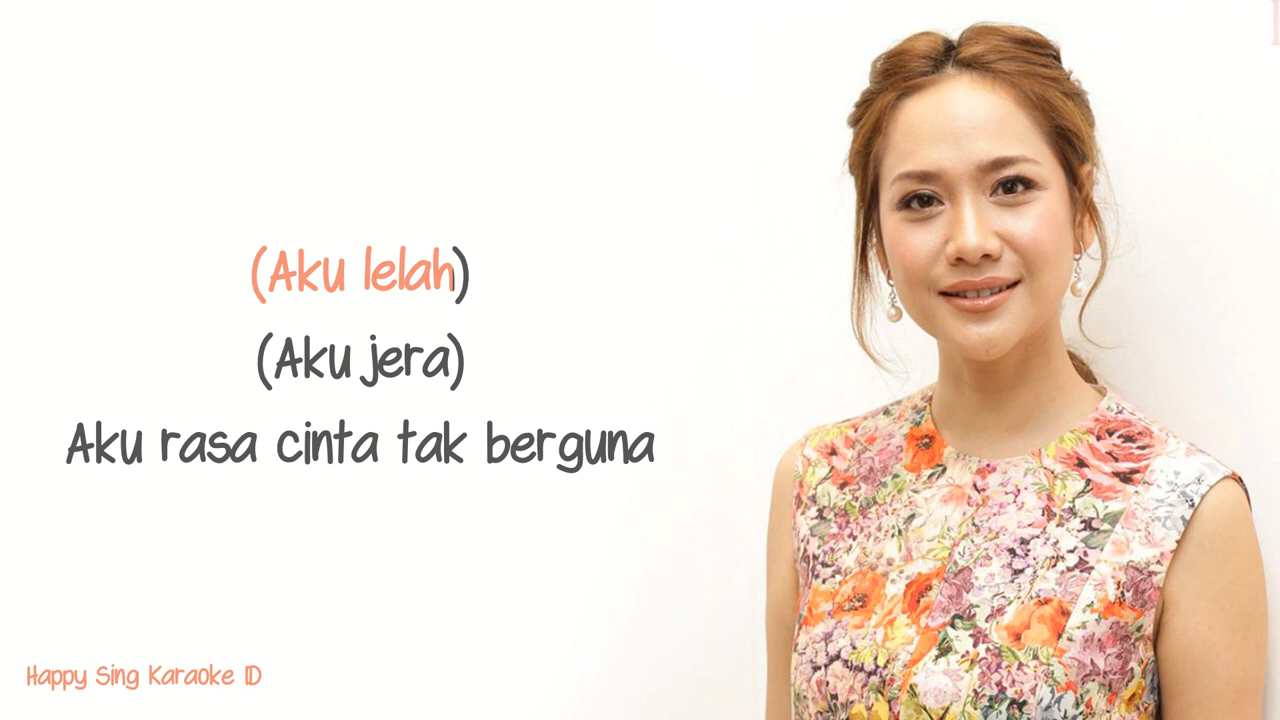 (Aku lelah)
(Aku jera)
Aku rasa cinta tak berguna
Happy Sing Karaoke ID